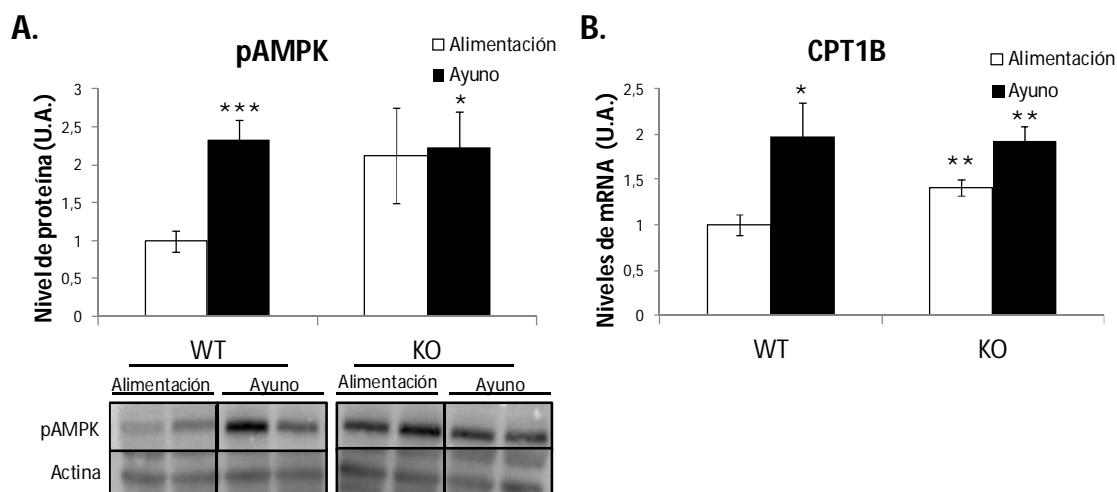 A.
pAMPK
Alimentación
Ayuno
Nivel de proteína (U.A.)
3
2,5
2
1,5
1
0,5
0
***
*
WT
KO
Alimentación
Ayuno
Alimentación
Ayuno
pAMPK
Actina
B.
CPT1B
Alimentación
Ayuno
Niveles de mRNA (U.A.)
2,5
2
1,5
1
0,5
0
*
**
**
WT
KO